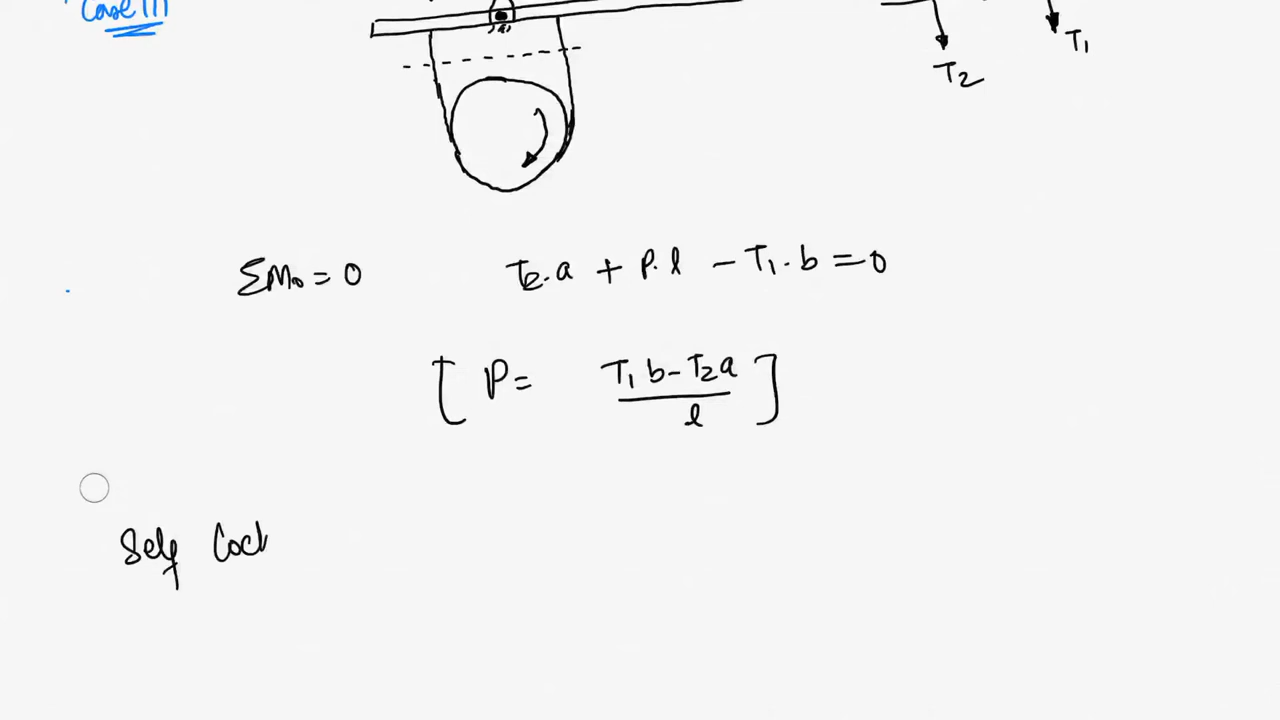 Case III
T1
T2
ΣMo = 0 T2.a + P.l - T1.b = 0
[ P = T1 b - T2 a / l ]
Self Lock